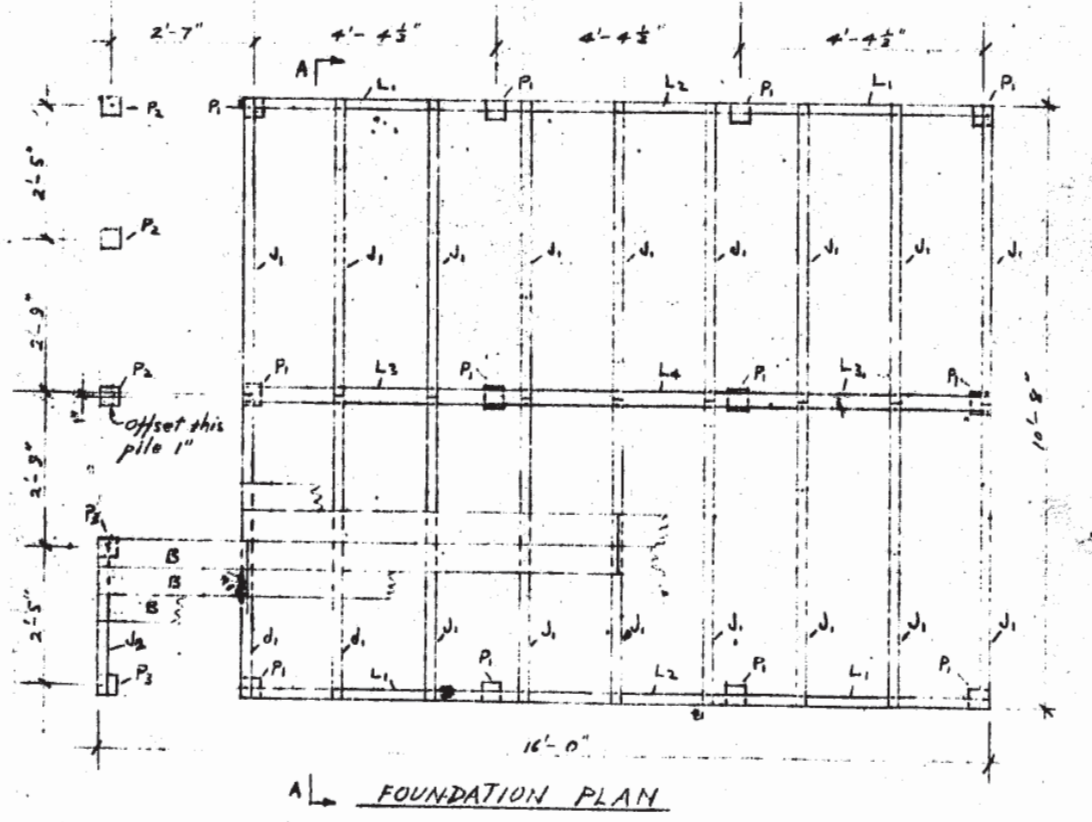 2'-7" 4'-4½" 4'-4½" 4'-4½"
A
L₁ P₁ L₂ P₁ L₁ P₁
P₂ P₁
2'-5"
P₂
J₁ J₁ J₁ J₁ J₁ J₁ J₁ J₁ J₁
2'-9"
P₂ P₁ L3 P₁ L4 P₁ L3 P₁
1"
Offset this
pile 1"
10'-8"
2'-9"
P₃
B
B
B
2'-5"
J₂ J₁ J₁ J₁ J₁ J₁ J₁ J₁ J₁ J₁
P₃ P₁ L₁ P₁ L₂ P₁ L₁ P₁
16'-0"
A FOUNDATION PLAN